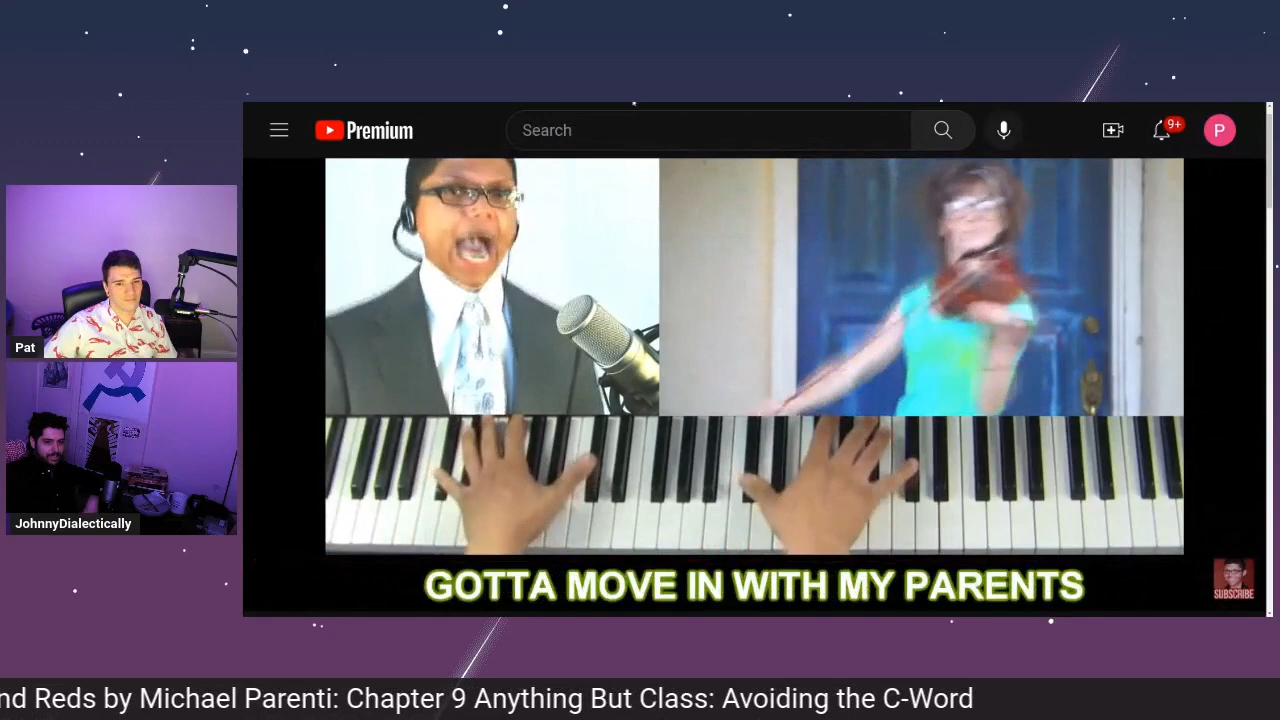 Premium
Search
9+
P
Pat
JohnnyDialectically
GOTTA MOVE IN WITH MY PARENTS
SUBSCRIBE
nd Reds by Michael Parenti: Chapter 9 Anything But Class: Avoiding the C-Word